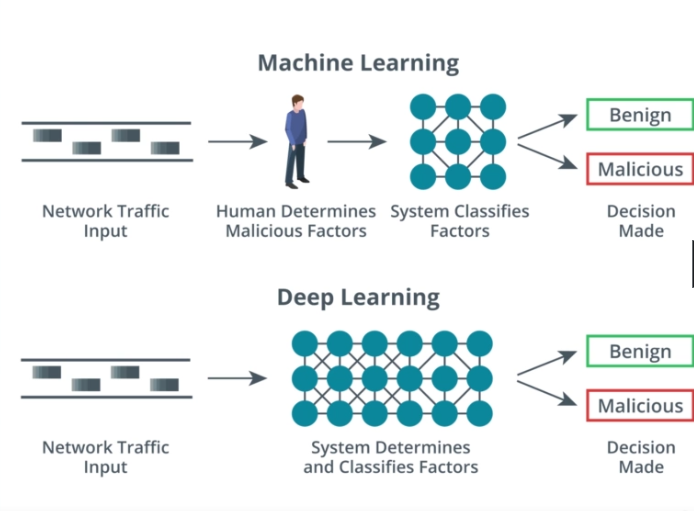 Machine Learning
Benign
Malicious
Network Traffic
Input
Human Determines
Malicious Factors
System Classifies
Factors
Decision
Made
Deep Learning
Benign
Malicious
Network Traffic
Input
System Determines
and Classifies Factors
Decision
Made